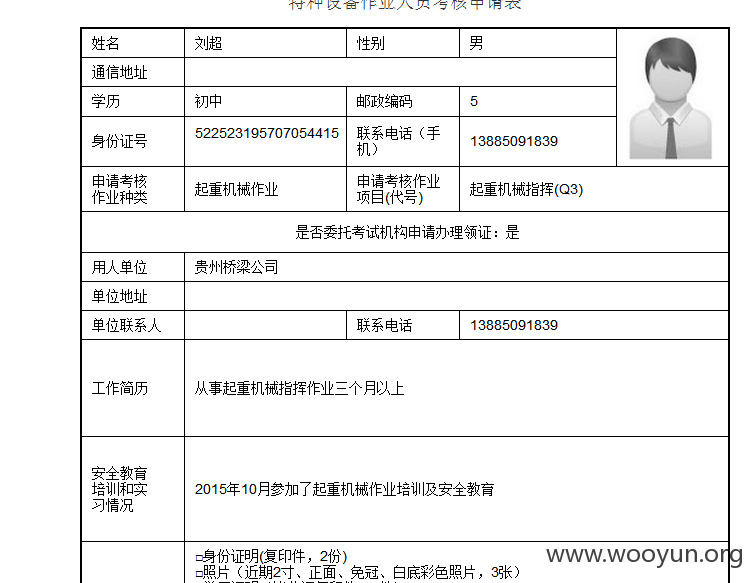 特种设备作业人员考核申请表
姓名 刘超 性别 男
通信地址
学历 初中 邮政编码 5
身份证号 522523195707054415 联系电话（手
机）
13885091839
申请考核
作业种类
起重机械作业
申请考核作业
项目(代号)
起重机械指挥(Q3)
是否委托考试机构申请办理领证：是
用人单位 贵州桥梁公司
单位地址
单位联系人 联系电话 13885091839
工作简历 从事起重机械指挥作业三个月以上
安全教育
培训和实
习情况
2015年10月参加了起重机械作业培训及安全教育
□身份证明(复印件，2份)
□照片（近期2寸、正面、免冠、白底彩色照片，3张）
www.wooyun.org